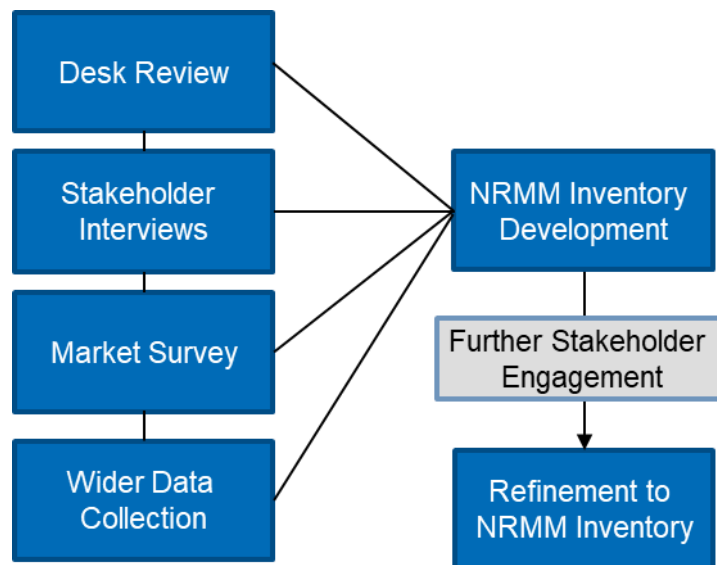 Desk Review
Stakeholder
Interviews
Market Survey
Wider Data
Collection
NRMM Inventory
Development
Further Stakeholder
Engagement
Refinement to
NRMM Inventory